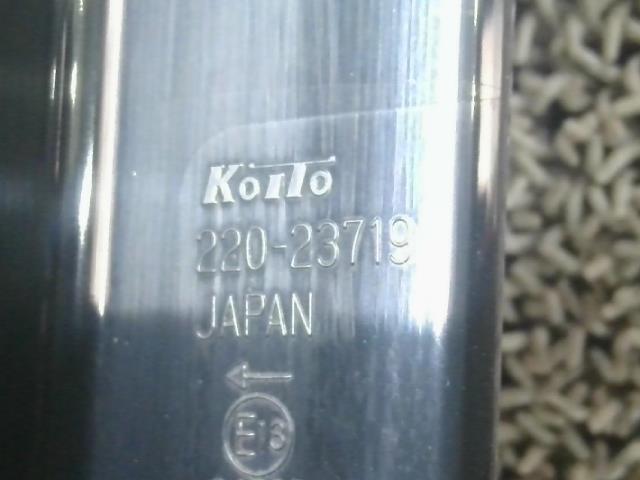 Koito
220-23719
JAPAN
←
E13